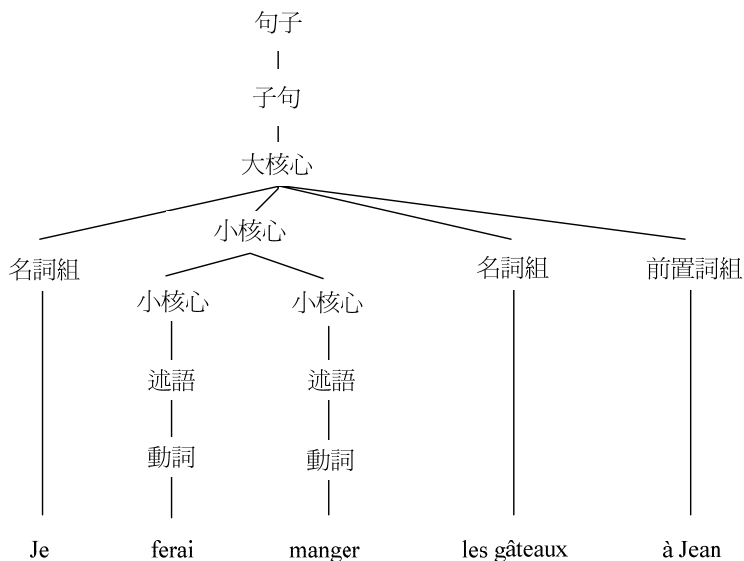 句子
子句
大核心
小核心
名詞組 名詞組 前置詞組
小核心 小核心
述語 述語
動詞 動詞
Je ferai manger les gâteaux à Jean